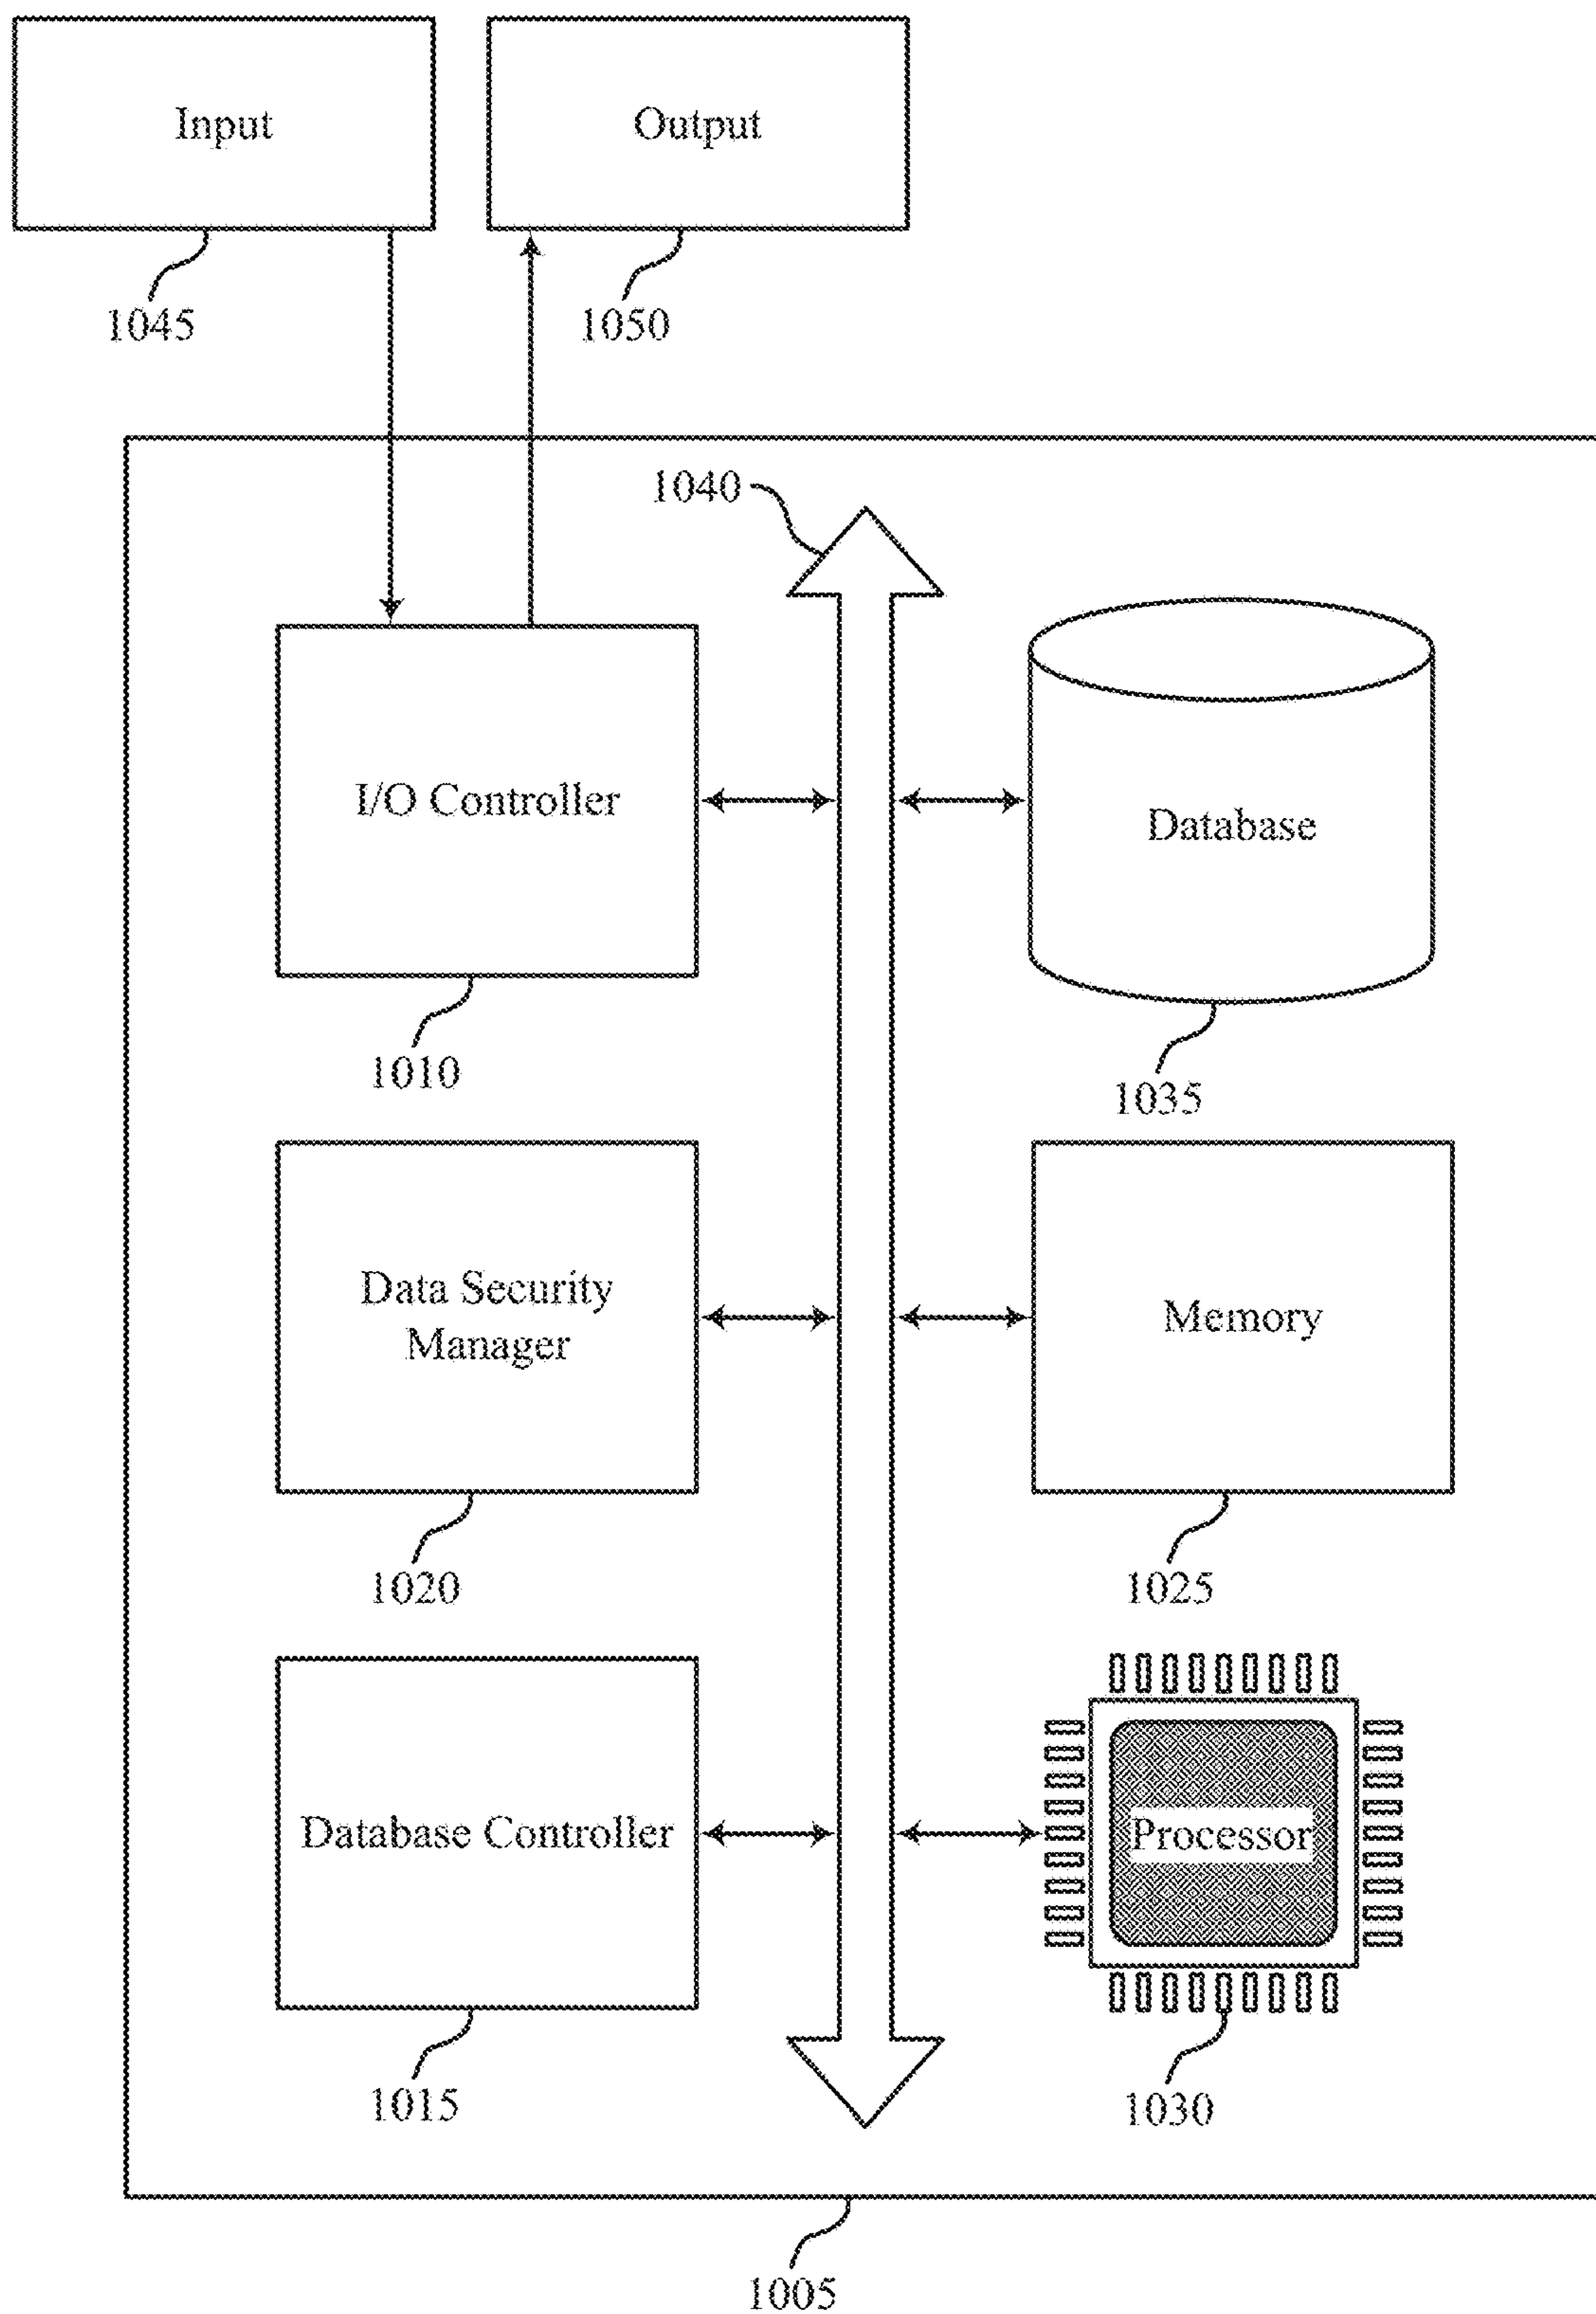 Input
Output
1045
1050
1040
I/O Controller
Database
1010
1035
Data Security
Manager
Memory
1020
1025
Database Controller
Processor
1015
1030
1005